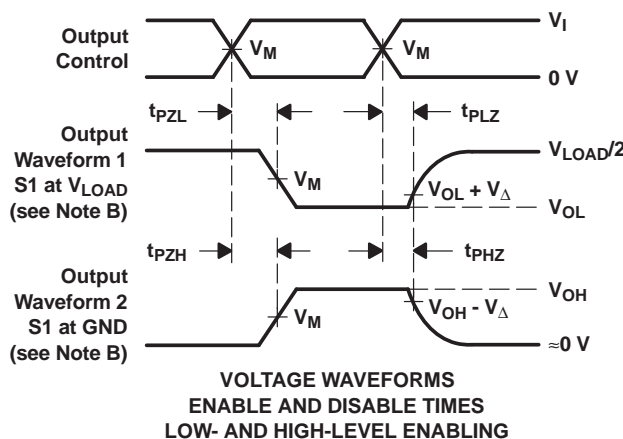 Output
Control
V_M
V_M
V_I
0 V
t_PZL
t_PLZ
Output
Waveform 1
S1 at V_LOAD
(see Note B)
V_M
V_LOAD/2
V_OL + V_Δ
V_OL
t_PZH
t_PHZ
Output
Waveform 2
S1 at GND
(see Note B)
V_M
V_OH
V_OH - V_Δ
≈0 V
VOLTAGE WAVEFORMS
ENABLE AND DISABLE TIMES
LOW- AND HIGH-LEVEL ENABLING